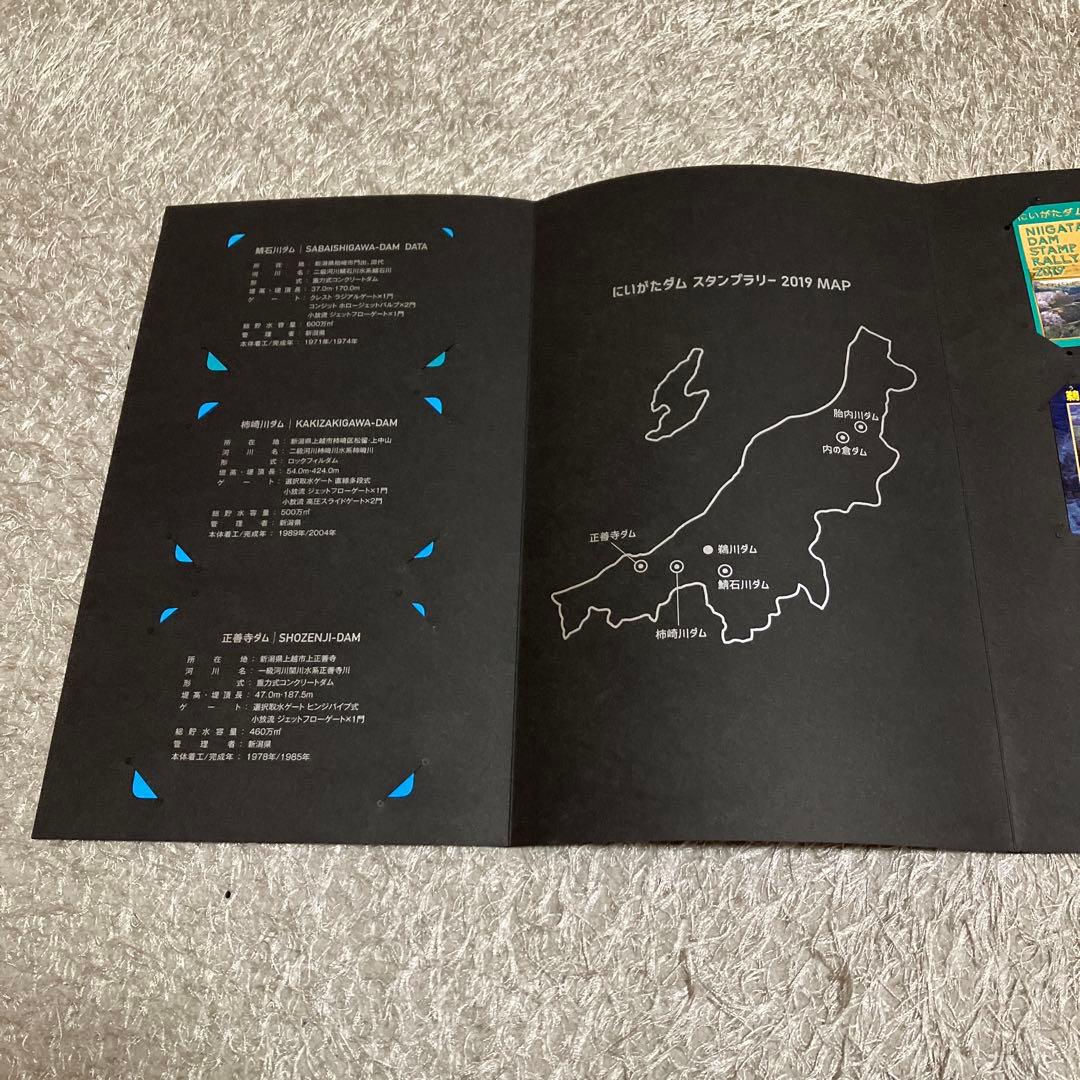 鯖石川ダム | SABAISHIGAWA-DAM DATA
所在地：新潟県柏崎市門出、田代
河川名：二級河川鯖石川水系鯖石川
形式：重力式コンクリートダム
堤高・堤頂長：37.0m・170.0m
ゲート：クレスト ラジアルゲート×1門
コンジット ホロージェットバルブ×2門
小放流 ジェットフローゲート×1門
総貯水容量：600万㎥
管理者：新潟県
本体着工/完成年：1971年/1974年
柿崎川ダム | KAKIZAKIGAWA-DAM
所在地：新潟県上越市柿崎区松留・上中山
河川名：二級河川柿崎川水系柿崎川
形式：ロックフィルダム
堤高・堤頂長：54.0m・424.0m
ゲート：選択取水ゲート 直線多段式
小放流 ジェットフローゲート×1門
小放流 高圧スライドゲート×2門
総貯水容量：500万㎥
管理者：新潟県
本体着工/完成年：1989年/2004年
正善寺ダム | SHOZENJI-DAM
所在地：新潟県上越市上正善寺
河川名：一級河川関川水系正善寺川
形式：重力式コンクリートダム
堤高・堤頂長：47.0m・187.5m
ゲート：選択取水ゲート ヒンジパイプ式
小放流 ジェットフローゲート×1門
総貯水容量：460万㎥
管理者：新潟県
本体着工/完成年：1978年/1985年
にいがたダム スタンプラリー 2019 MAP
胎内川ダム
内の倉ダム
正善寺ダム
鵜川ダム
鯖石川ダム
柿崎川ダム
にいがたダム
NIIGATA
DAM
STAMP
RALLY
2019
鵜